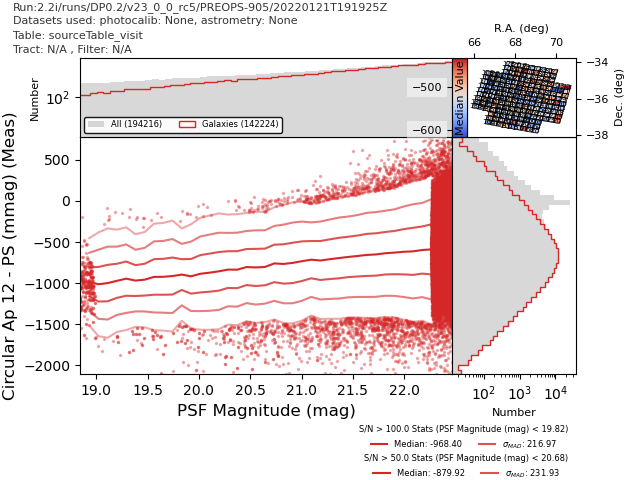 Run:2.2i/runs/DP0.2/v23_0_0_rc5/PREOPS-905/20220121T191925Z
Datasets used: photocalib: None, astrometry: None
Table: sourceTable_visit
Tract: N/A , Filter: N/A
R.A. (deg)
66 68 70
Number
10²
All (194216)
Galaxies (142224)
−500
−600
Median Value
−34
−36
−38
Dec. (deg)
Circular Ap 12 - PS (mmag) (Meas)
500
0
−500
−1000
−1500
−2000
19.0 19.5 20.0 20.5 21.0 21.5 22.0
PSF Magnitude (mag)
10² 10³ 10⁴
Number
S/N > 100.0 Stats (PSF Magnitude (mag) < 19.82)
Median: -968.40 σMAD: 216.97
S/N > 50.0 Stats (PSF Magnitude (mag) < 20.68)
Median: -879.92 σMAD: 231.93